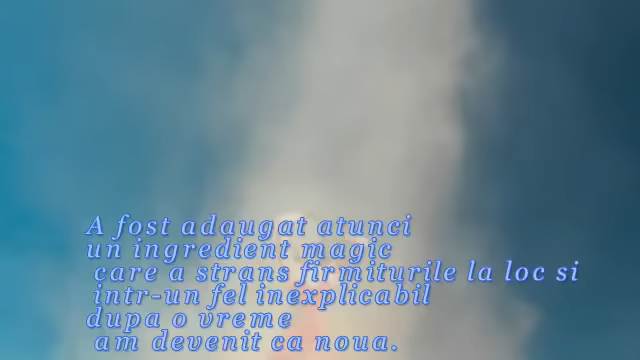 A fost adaugat atunci
un ingredient magic
care a strans firmiturile la loc si
intr-un fel inexplicabil
dupa o vreme
am devenit ca noua.